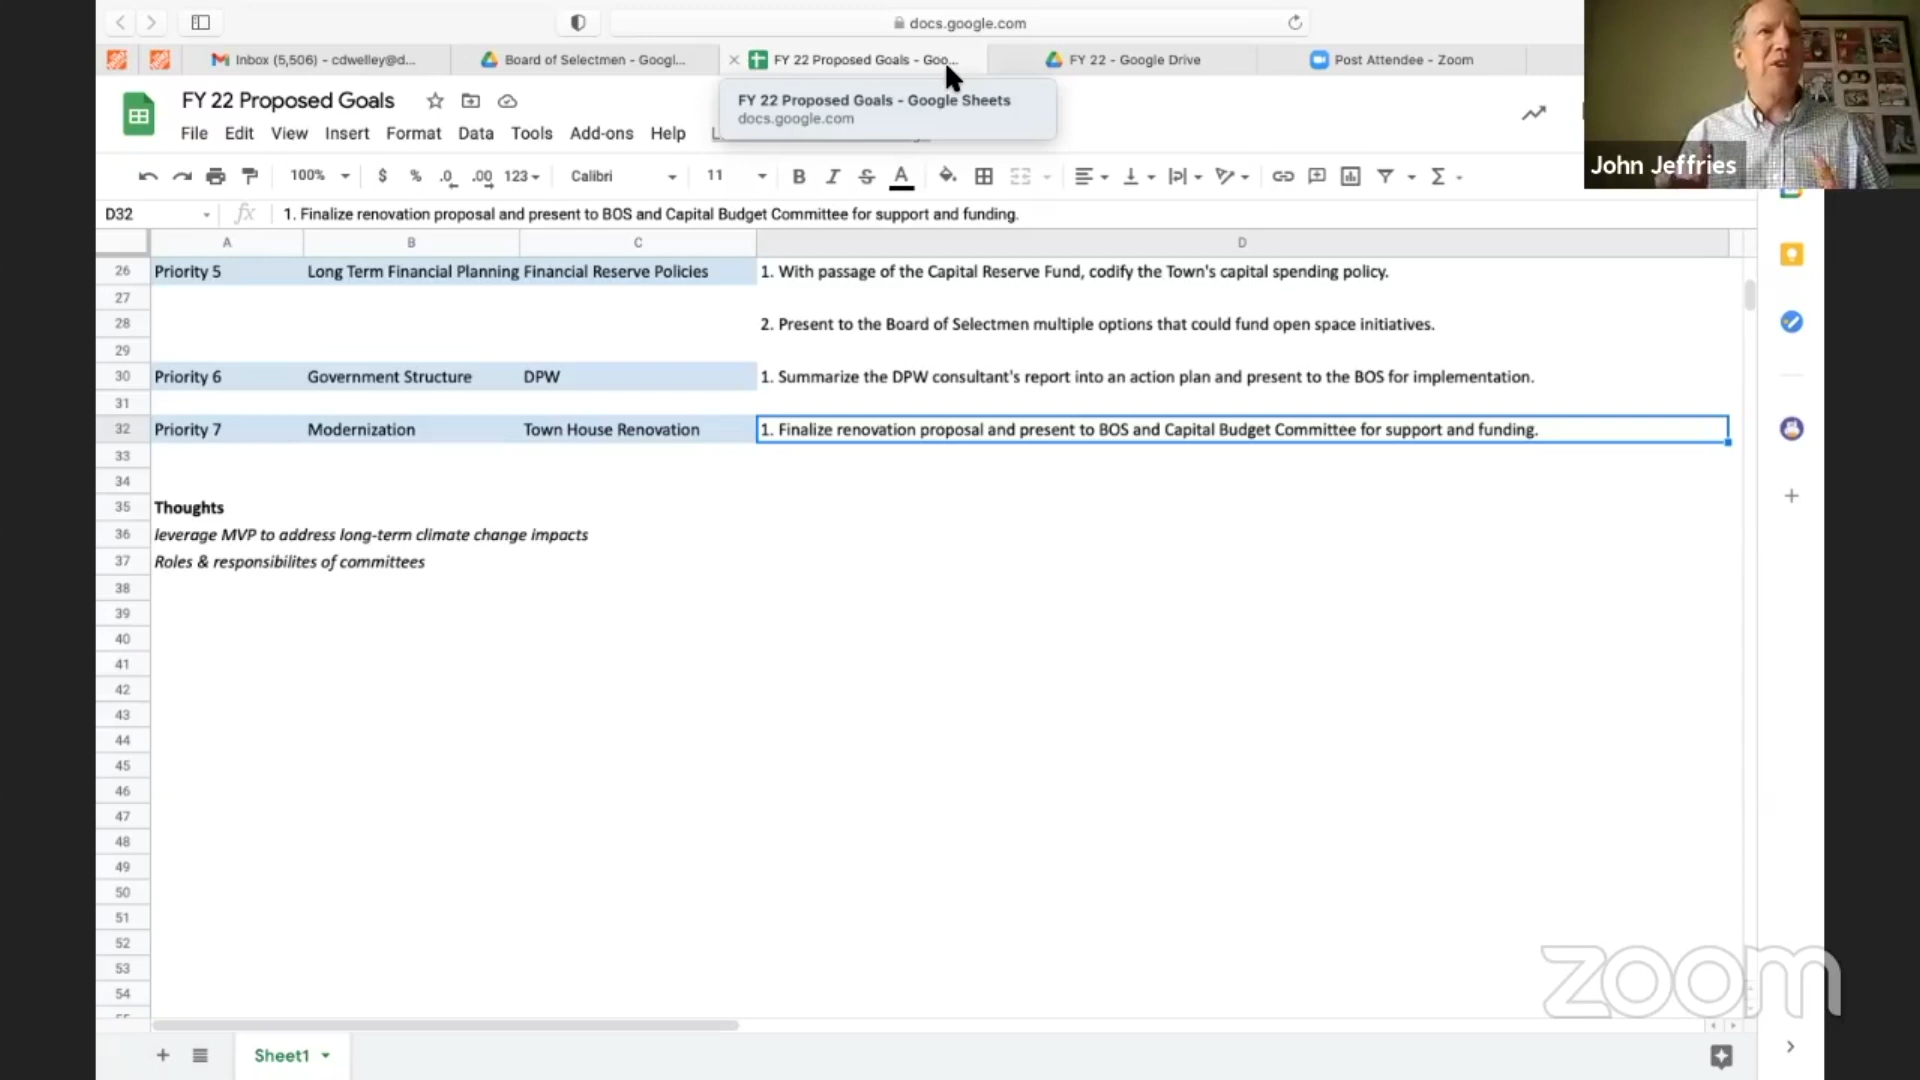 docs.google.com
Inbox (5,506) - cdwelley@d...
Board of Selectmen - Googl...
FY 22 Proposed Goals - Goo...
FY 22 - Google Drive
Post Attendee - Zoom
FY 22 Proposed Goals
FY 22 Proposed Goals - Google Sheets
docs.google.com
John Jeffries
File Edit View Insert Format Data Tools Add-ons Help
100% $ % .0 .00 123 Calibri 11 B I S A
D32 fx 1. Finalize renovation proposal and present to BOS and Capital Budget Committee for support and funding.
A B C D
26 Priority 5 Long Term Financial Planning Financial Reserve Policies 1. With passage of the Capital Reserve Fund, codify the Town's capital spending policy.
27
28 2. Present to the Board of Selectmen multiple options that could fund open space initiatives.
29
30 Priority 6 Government Structure DPW 1. Summarize the DPW consultant's report into an action plan and present to the BOS for implementation.
31
32 Priority 7 Modernization Town House Renovation 1. Finalize renovation proposal and present to BOS and Capital Budget Committee for support and funding.
33
34
35 Thoughts
36 leverage MVP to address long-term climate change impacts
37 Roles & responsibilites of committees
38
39
40
41
42
43
44
45
46
47
48
49
50
51
52
53
54
zoom
Sheet1